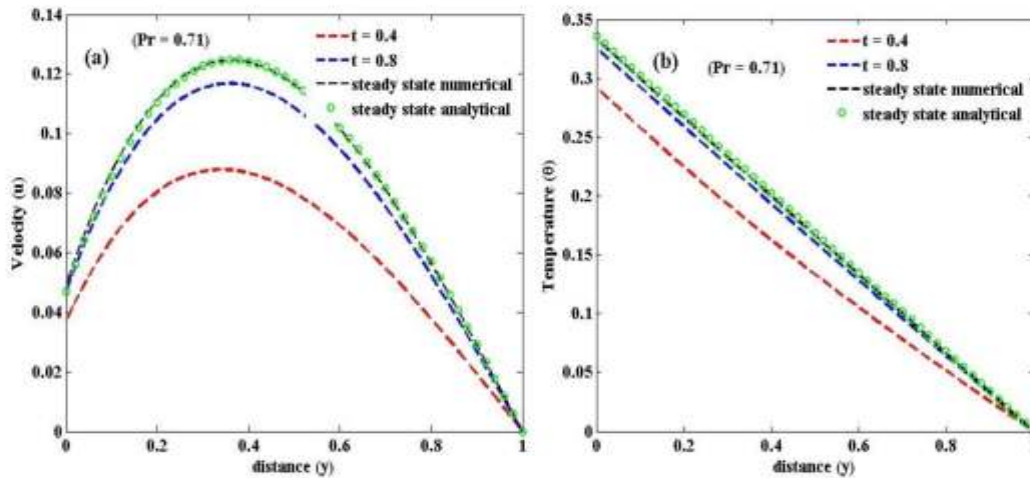 (a)
(Pr = 0.71)
t = 0.4
t = 0.8
steady state numerical
steady state analytical
Velocity (u)
0.14
0.12
0.1
0.08
0.06
0.04
0.02
0
0 0.2 0.4 0.6 0.8 1
distance (y)
(b)
(Pr = 0.71)
t = 0.4
t = 0.8
steady state numerical
steady state analytical
Temperature (θ)
0.35
0.3
0.25
0.2
0.15
0.1
0.05
0
0 0.2 0.4 0.6 0.8
distance (y)